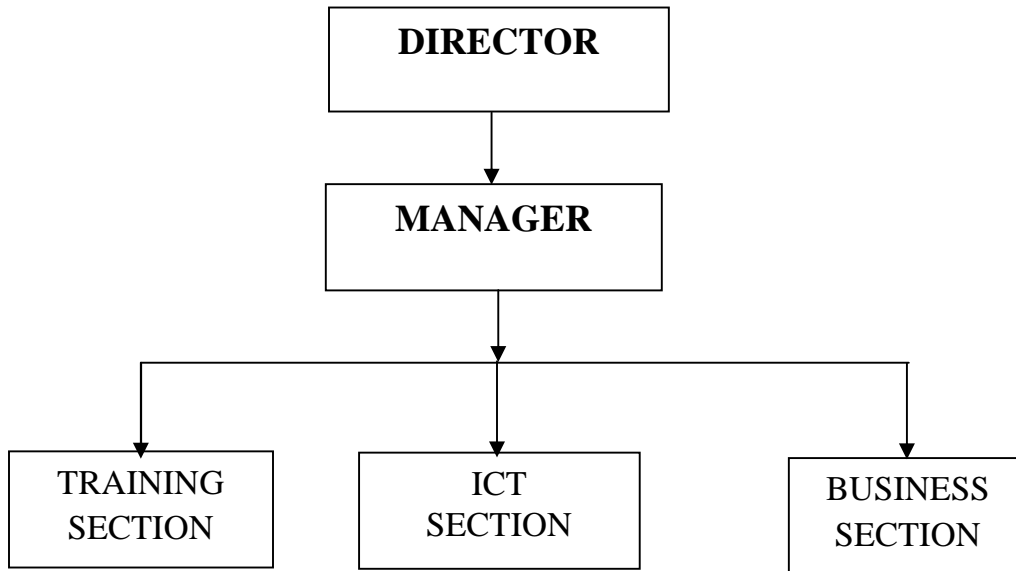 DIRECTOR
MANAGER
TRAINING
SECTION
ICT
SECTION
BUSINESS
SECTION